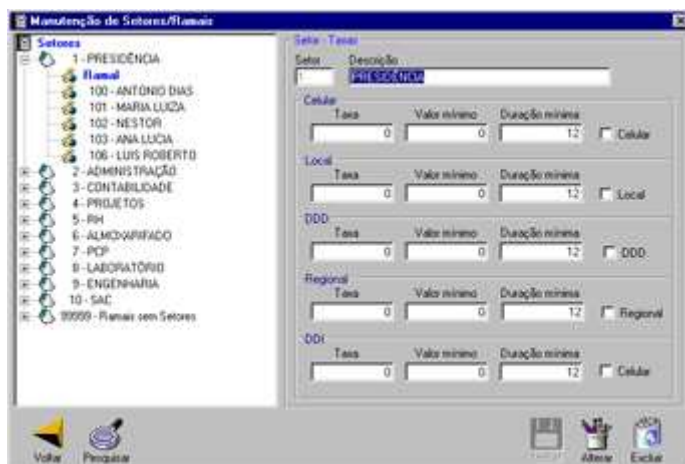 Manutenção de Setores/Ramais
Setores
1 - PRESIDÊNCIA
Ramal
100 - ANTONIO DIAS
101 - MARIA LUIZA
102 - NESTOR
103 - ANA LUCIA
106 - LUIS ROBERTO
2 - ADMINISTRAÇÃO
3 - CONTABILIDADE
4 - PROJETOS
5 - RH
6 - ALMOXARIFADO
7 - PCP
8 - LABORATÓRIO
9 - ENGENHARIA
10 - SAC
99999 - Ramais sem Setores
Setor - Taxas
Setor Descrição
1 PRESIDÊNCIA
Celular
Taxa Valor mínimo Duração mínima
0 0 12 Celular
Local
Taxa Valor mínimo Duração mínima
0 0 12 Local
DDD
Taxa Valor mínimo Duração mínima
0 0 12 DDD
Regional
Taxa Valor mínimo Duração mínima
0 0 12 Regional
DDI
Taxa Valor mínimo Duração mínima
0 0 12 Celular
Voltar Pesquisar Alterar Excluir